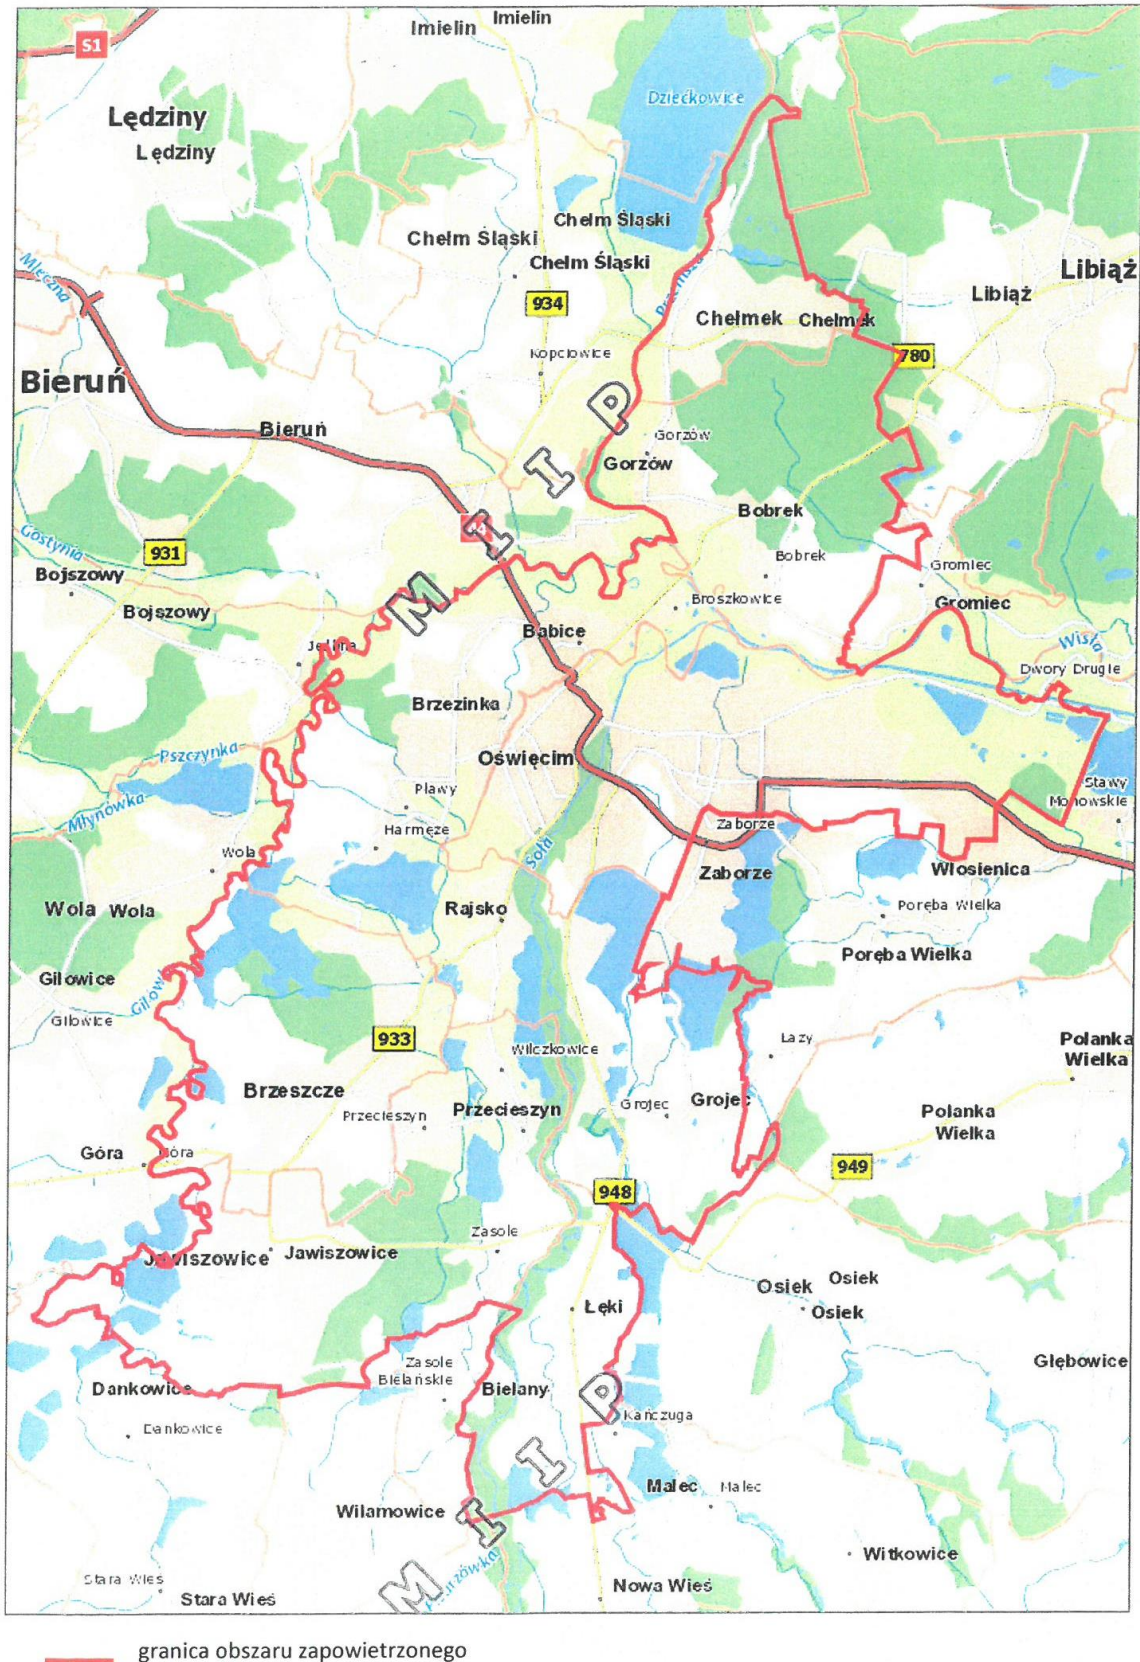 Imielin
Imielin
S1
Dziećkowice
Lędziny
Lędziny
Chełm Śląski
Chełm Śląski
Chełm Śląski
Mleczna
Libiąż
Libiąż
934
Chełmek Chełmek
780
Kopciowice
Bieruń
P
Bieruń
Gorzów
Gorzów
I
Bobrek
I
Gostynia
931
Bobrek
Bojszowy
Gromiec
M
Gromiec
Bojszowy
Broszkowice
Babice
Wisła
Dwory Drugie
Brzezinka
Pszczynka
Oświęcim
Stawy
Monowskie
Młynówka
Pławy
Harmęże
Zaborze
Soła
Wola
Zaborze
Włosienica
Wola Wola
Rajsko
Poręba Wielka
Poręba Wielka
Gilowice
Gilowice
933
Łazy
Polanka
Wielka
Wilczkowice
Brzeszcze
Grojec
Grojec
Przecieszyn
Przecieszyn
Polanka
Wielka
Góra
Góra
949
948
Zasole
Jawiszowice
Jawiszowice
Osiek
Osiek
Osiek
Łęki
Głębowice
Zasole
Bielańskie
Dankowice
Bielany
P
Kańczuga
Dankowice
I
Malec
Malec
Wilamowice
I
Witkowice
M
Stara Wieś
Nowa Wieś
Stara Wieś
granica obszaru zapowietrzonego